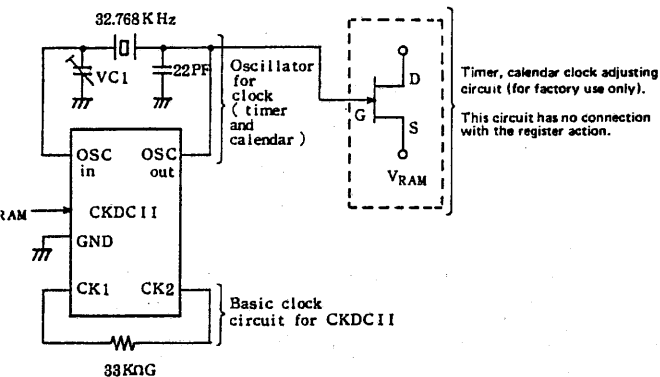 32.768KHz
VC1
22PF
Oscillator
for
clock
( timer
and
calendar )
D
G
S
VRAM
Timer, calendar clock adjusting
circuit (for factory use only).
This circuit has no connection
with the register action.
OSC
in
OSC
out
RAM
CKDCII
GND
CK1
CK2
Basic clock
circuit for CKDCII
33KΩG